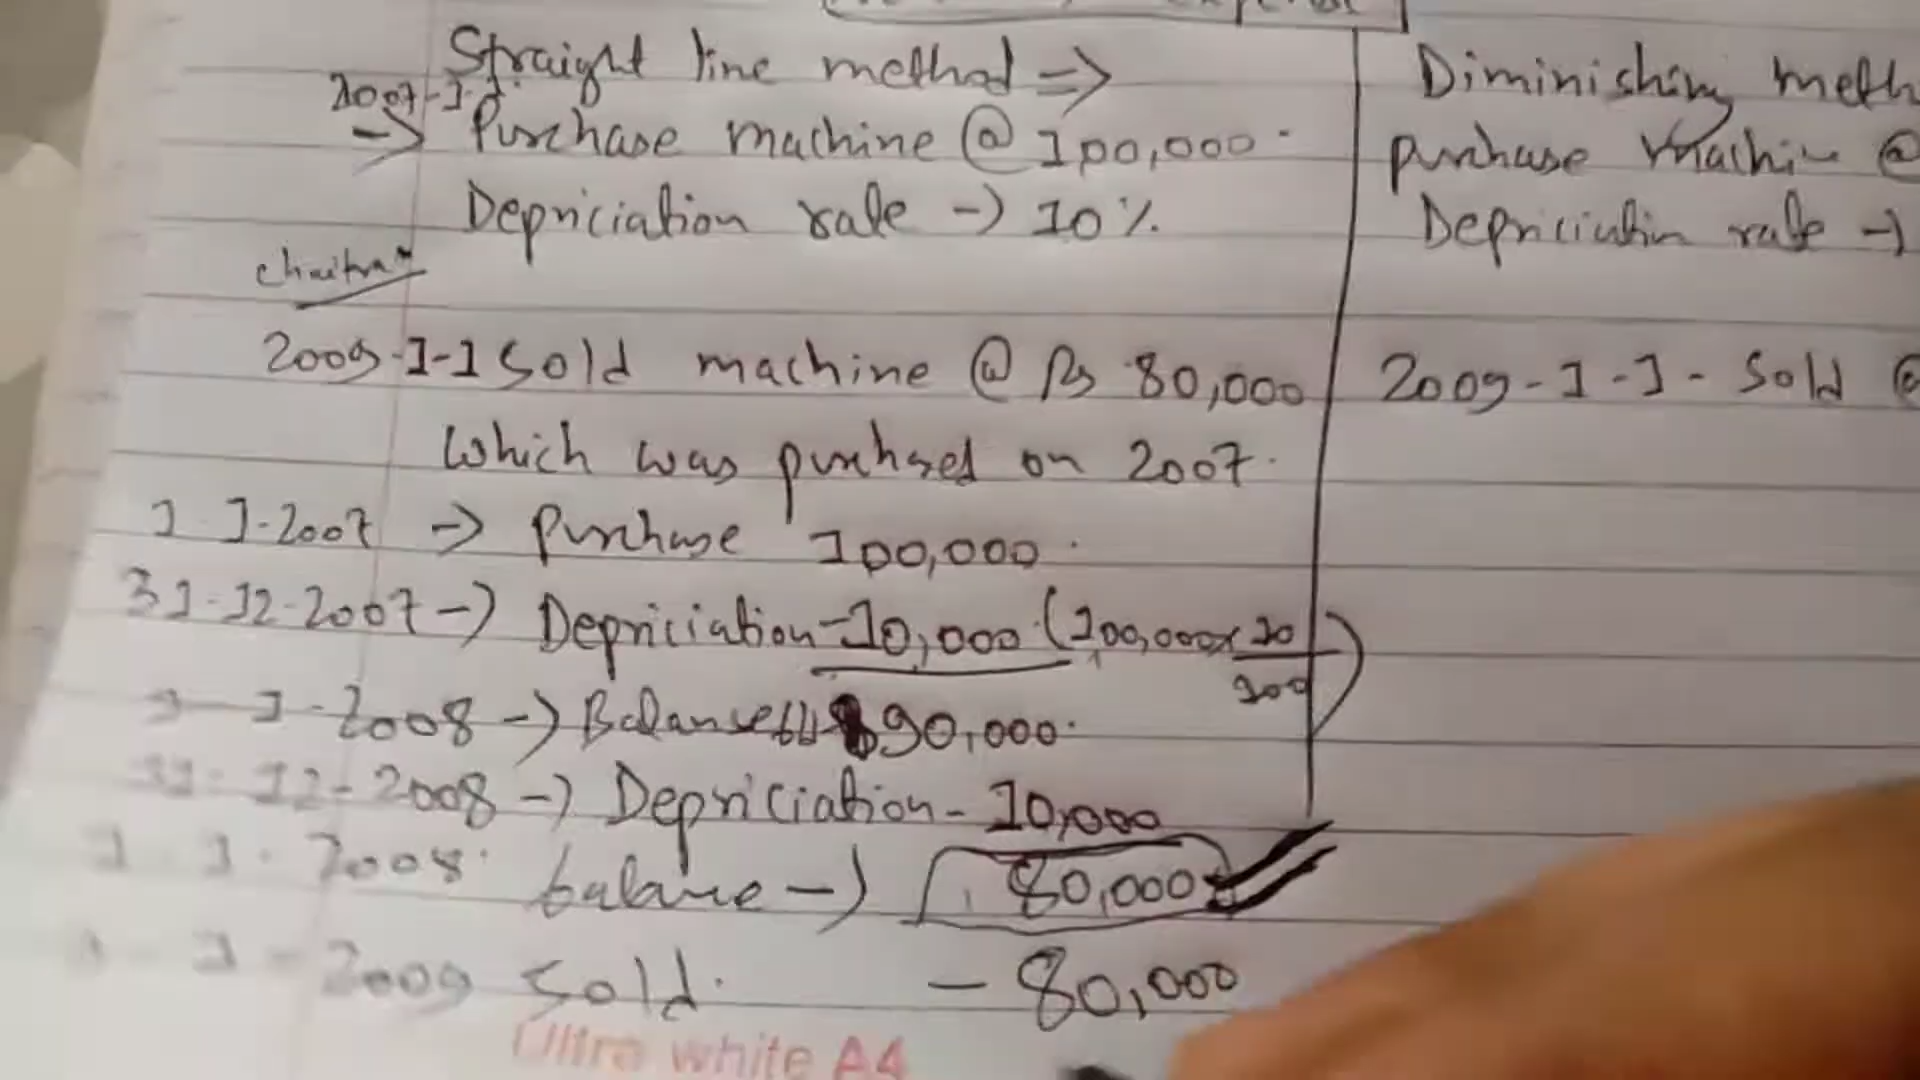 Straight line method =>
2007-1-1
-> Purchase machine @ 100,000.
Depriciation rate -> 10%
Chaitra
2009-1-1 Sold machine @ Rs 80,000
Which was purchased on 2007.
1-1-2007 -> Purchase 100,000.
31-12-2007 -> Depriciation - 10,000 (100,000x 10
100)
1-1-2008 -> Balance b/d 90,000.
31-12-2008 -> Depriciation - 10,000
1-1-2008. balance -> 80,000
1-1-2009 Sold. - 80,000
Ultra white A4
Diminishing meth
purchase machine @
Depriciation rate ->
2009-1-1- Sold @